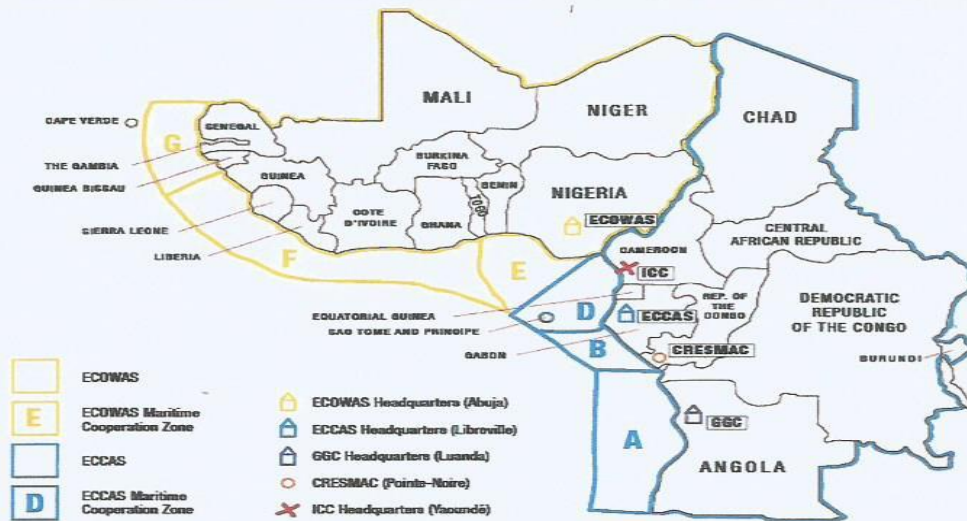 MALI
NIGER
CHAD
CAPE VERDE
SENEGAL
G
THE GAMBIA
GUINEA BISSAU
GUINEA
BURKINA
FASO
BENIN
TOGO
NIGERIA
ECOWAS
COTE
D'IVOIRE
GHANA
SIERRA LEONE
LIBERIA
F
E
CAMEROON
CENTRAL
AFRICAN REPUBLIC
ICC
EQUATORIAL GUINEA
SAO TOME AND PRINCIPE
GABON
D
ECCAS
REP. OF
THE
CONGO
DEMOCRATIC
REPUBLIC
OF THE CONGO
B
CRESMAC
BURUNDI
A
GGC
ANGOLA
ECOWAS
E
ECOWAS Maritime
Cooperation Zone
ECCAS
D
ECCAS Maritime
Cooperation Zone
ECOWAS Headquarters (Abuja)
ECCAS Headquarters (Libreville)
GGC Headquarters (Luanda)
CRESMAC (Pointe-Noire)
ICC Headquarters (Yaoundé)